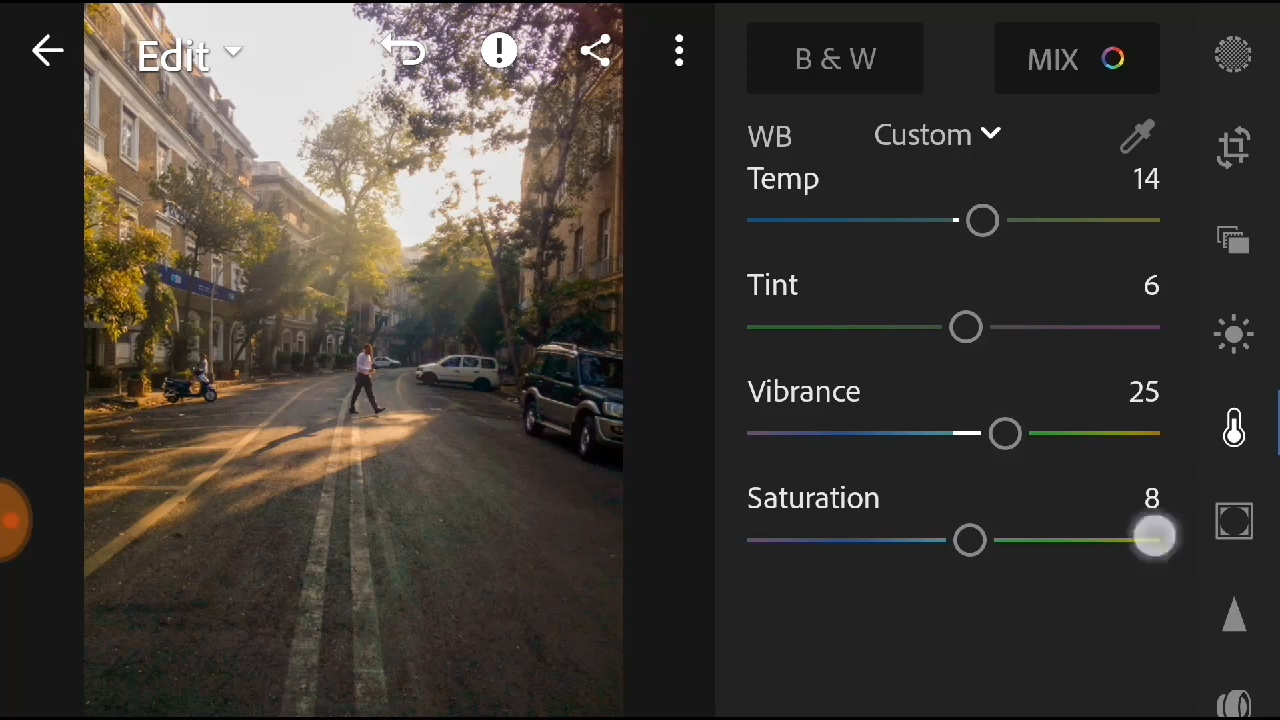 Edit
B & W
MIX
WB
Custom
Temp
14
Tint
6
Vibrance
25
Saturation
8